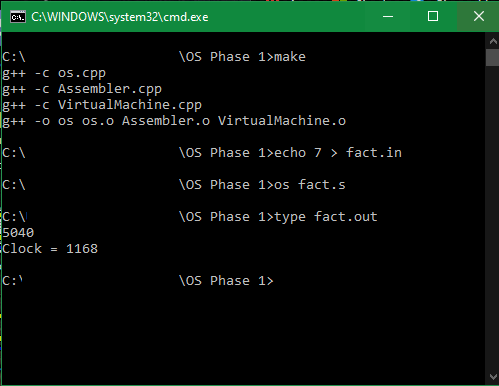 C:\WINDOWS\system32\cmd.exe
C:\ \OS Phase 1>make
g++ -c os.cpp
g++ -c Assembler.cpp
g++ -c VirtualMachine.cpp
g++ -o os os.o Assembler.o VirtualMachine.o
C:\ \OS Phase 1>echo 7 > fact.in
C:\ \OS Phase 1>os fact.s
C:\ \OS Phase 1>type fact.out
5040
Clock = 1168
C:\ \OS Phase 1>